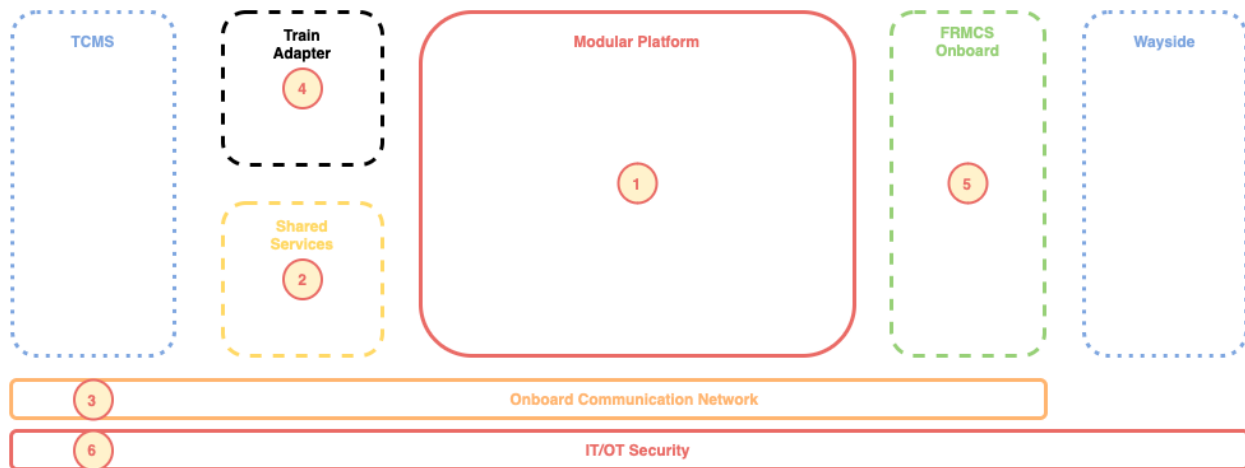 TCMS
Train
Adapter
4
Modular Platform
FRMCS
Onboard
Wayside
1
5
Shared
Services
2
3
Onboard Communication Network
6
IT/OT Security